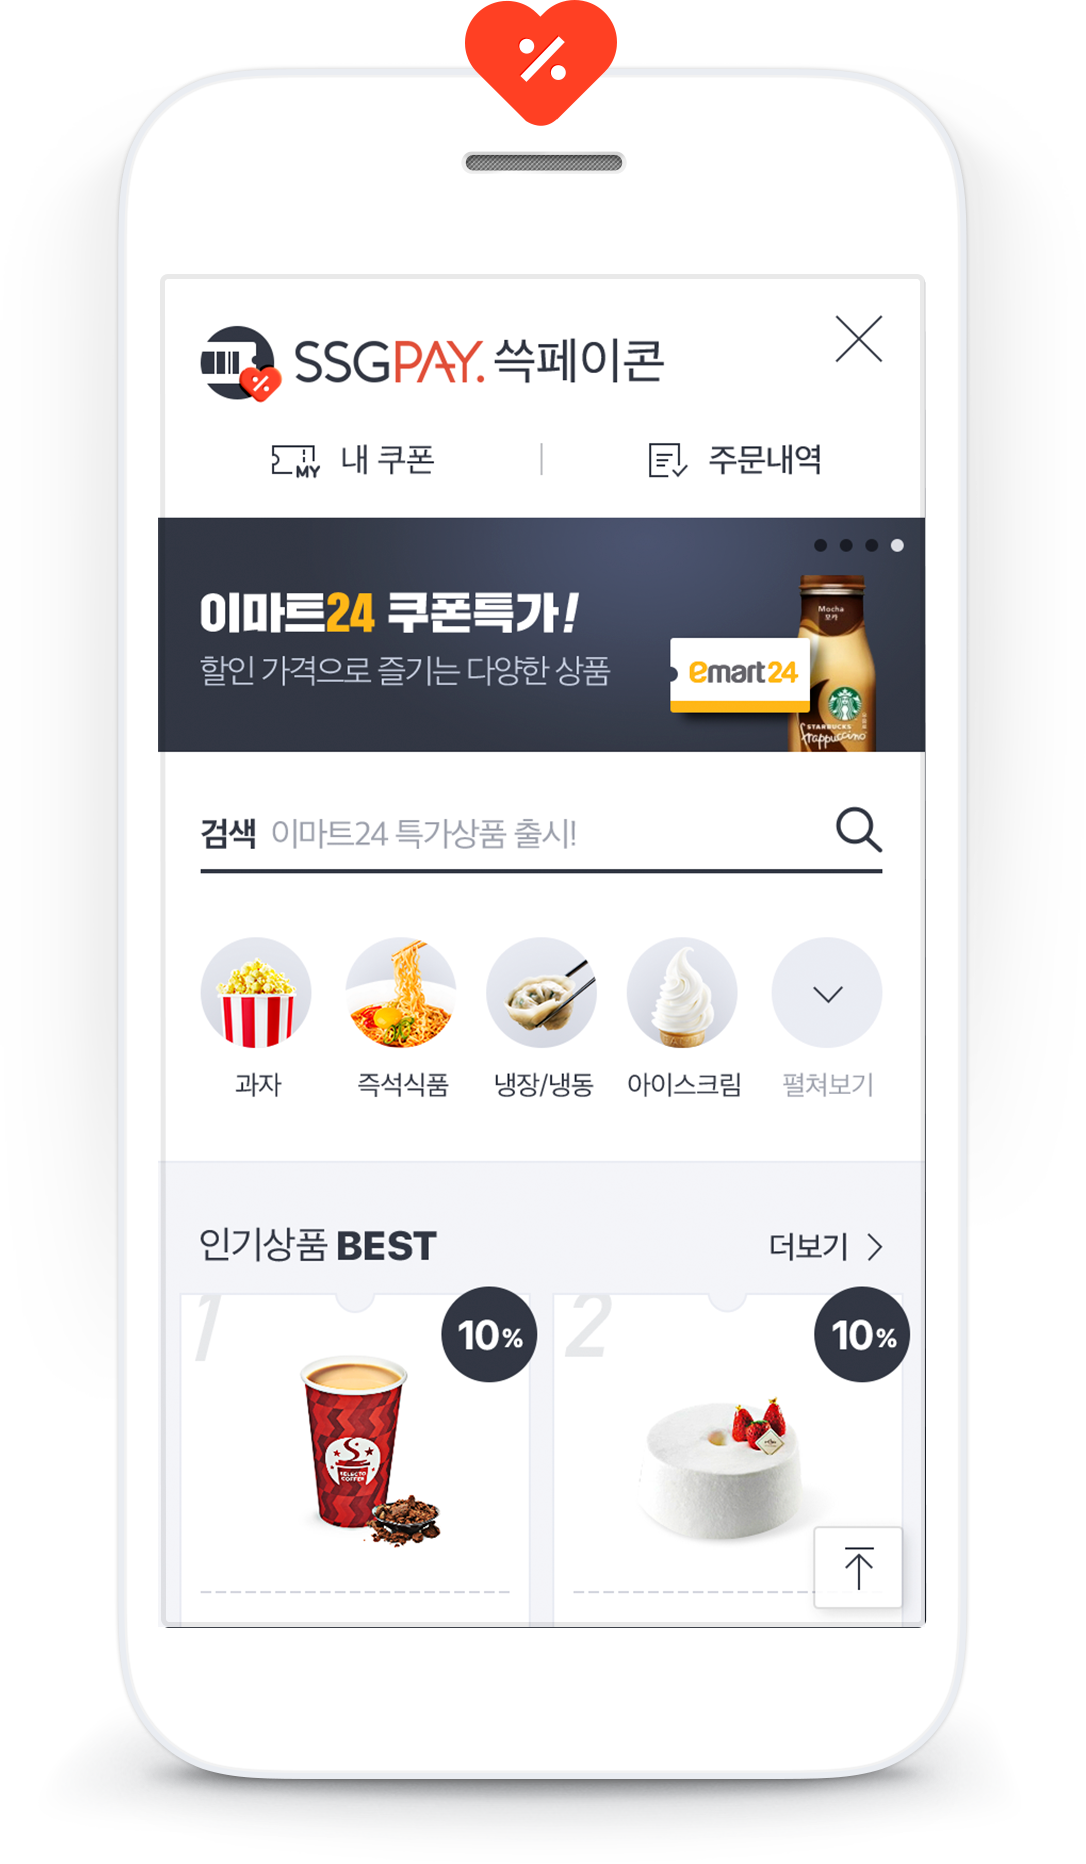 %
% SSGPAY. 쓱페이콘
MY 내 쿠폰
주문내역
이마트24 쿠폰특가!
할인 가격으로 즐기는 다양한 상품
emart24
Mocha
모카
STARBUCKS
frappuccino
검색 이마트24 특가상품 출시!
과자
즉석식품
냉장/냉동
아이스크림
펼쳐보기
인기상품 BEST
더보기
1
10%
SELECTO
COFFEE
2
10%